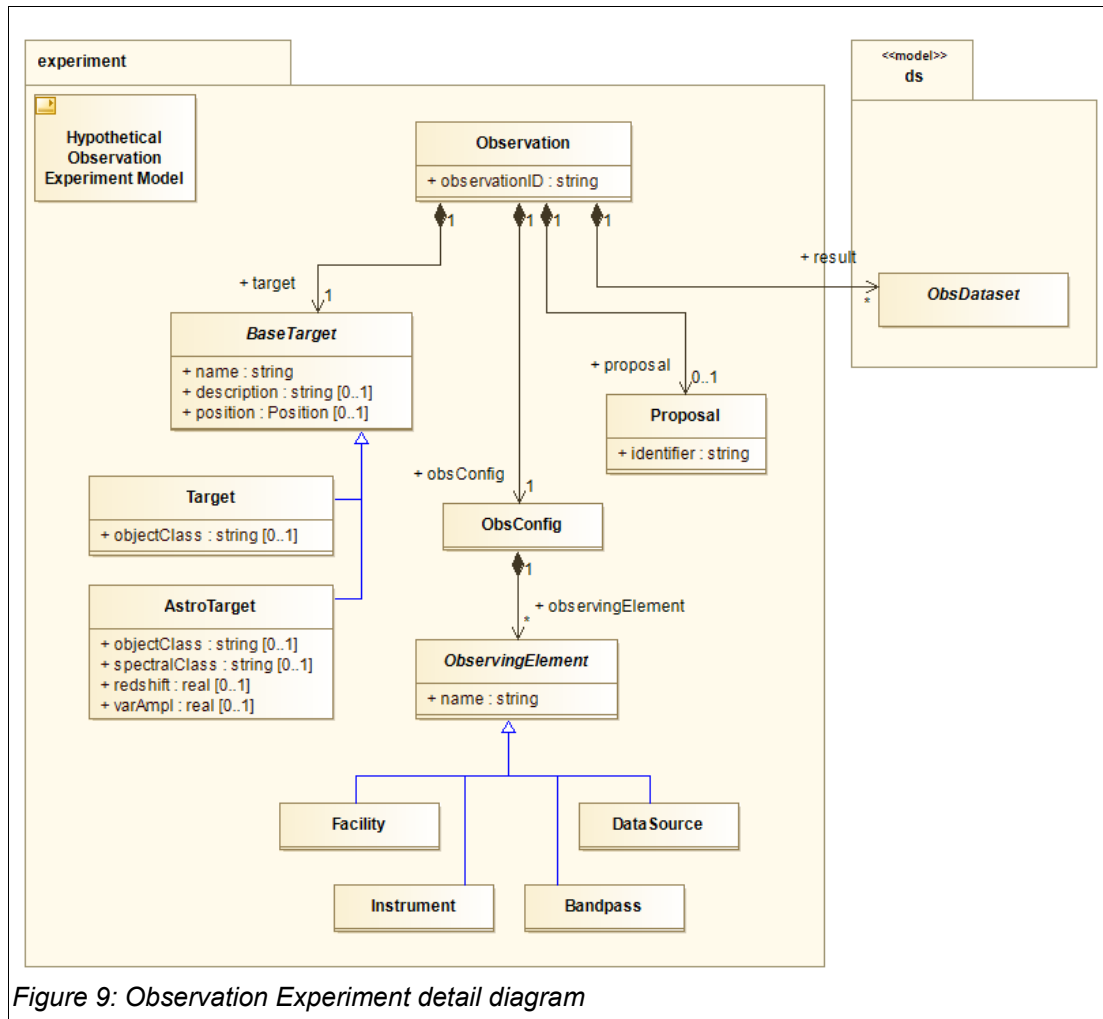 experiment
<<model>>
ds
Hypothetical
Observation
Experiment Model
Observation
+ observationID : string
1
1
1
1
+ target
1
+ result
*
ObsDataset
BaseTarget
+ name : string
+ description : string [0..1]
+ position : Position [0..1]
+ proposal
0..1
Proposal
+ identifier : string
+ obsConfig
1
Target
+ objectClass : string [0..1]
ObsConfig
1
AstroTarget
+ objectClass : string [0..1]
+ spectralClass : string [0..1]
+ redshift : real [0..1]
+ varAmpl : real [0..1]
+ observingElement
*
ObservingElement
+ name : string
Facility
DataSource
Instrument
Bandpass
Figure 9: Observation Experiment detail diagram